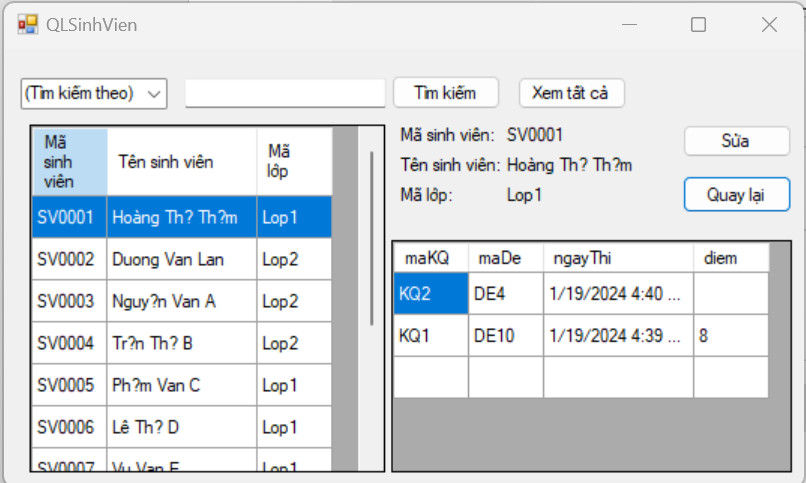 QLSinhVien
(Tìm kiếm theo) Tìm kiếm Xem tất cả
Mã sinh viên Tên sinh viên Mã lớp
SV0001 Hoàng Th? Th?m Lop1
SV0002 Duong Van Lan Lop2
SV0003 Nguy?n Van A Lop2
SV0004 Tr?n Th? B Lop2
SV0005 Ph?m Van C Lop1
SV0006 Lê Th? D Lop1
SV0007 Vu Van E Lop1
Mã sinh viên: SV0001 Sửa
Tên sinh viên: Hoàng Th? Th?m
Mã lớp: Lop1 Quay lại
maKQ maDe ngayThi diem
KQ2 DE4 1/19/2024 4:40 ...
KQ1 DE10 1/19/2024 4:39 ... 8